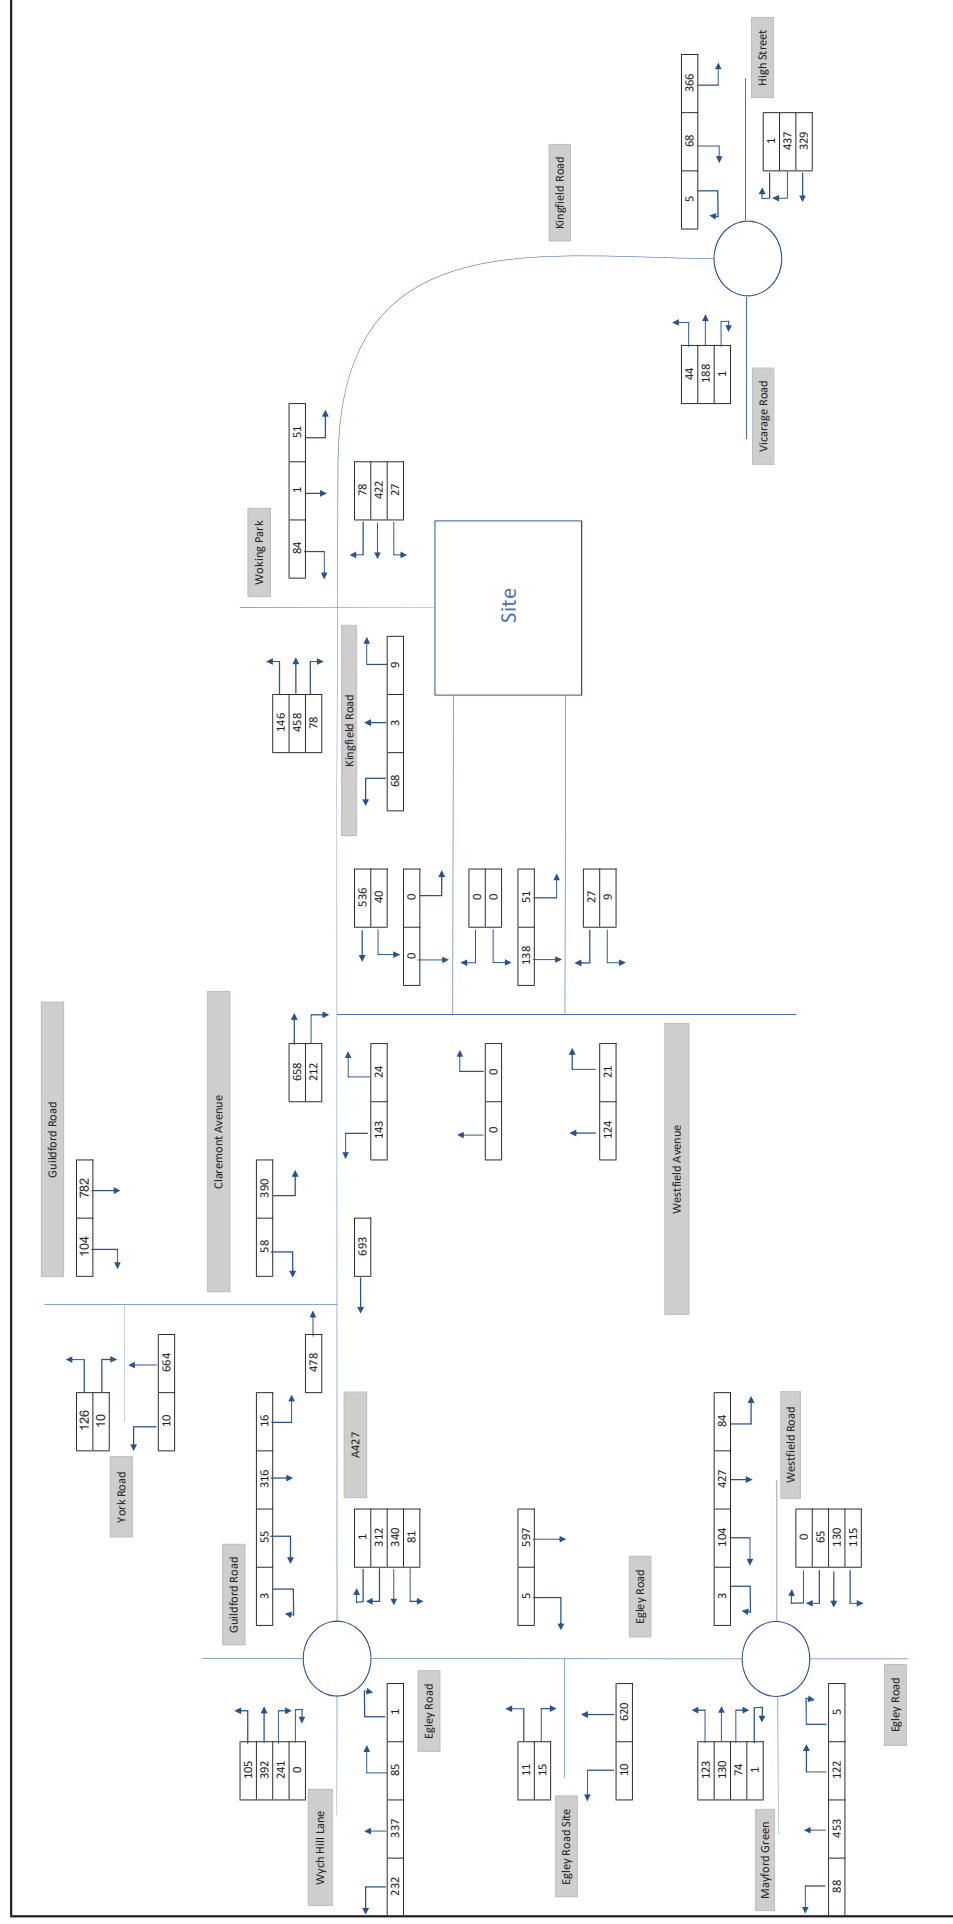 Guildford Road
104 782
126
10
York Road
10 664
Claremont Avenue
58 390
Guildford Road
3 55 316 16
478
693
A427
1
312
340
81
105
392
241
0
Wych Hill Lane
232 337 85 1
Egley Road
658
212
143 24
536
40
0 0
0 0
0
0
138 51
124 21
27
9
Westfield Avenue
Woking Park
84 1 51
146
458
78
Kingfield Road
68 3 9
78
422
27
Site
Kingfield Road
5 68 366
High Street
1
437
329
44
188
1
Vicarage Road
5 597
11
15
Egley Road Site
10 620
Egley Road
3 104 427 84
Westfield Road
0
65
130
115
123
130
74
1
Mayford Green
88 453 122 5
Egley Road